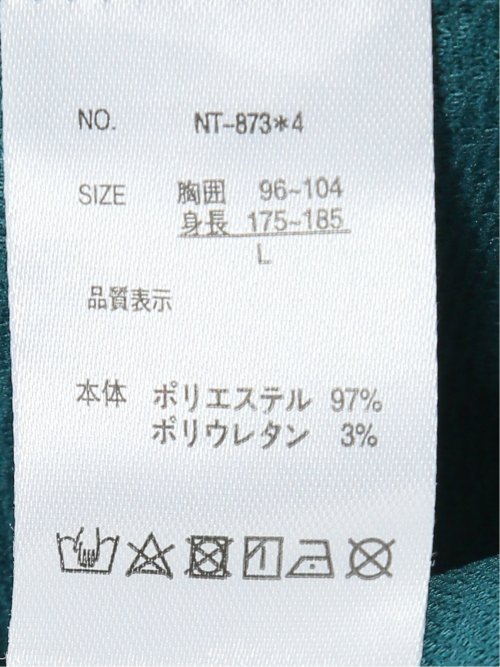 NO. NT-873*4
SIZE 胸囲 96~104
身長 175~185
L
品質表示
本体 ポリエステル 97%
ポリウレタン 3%